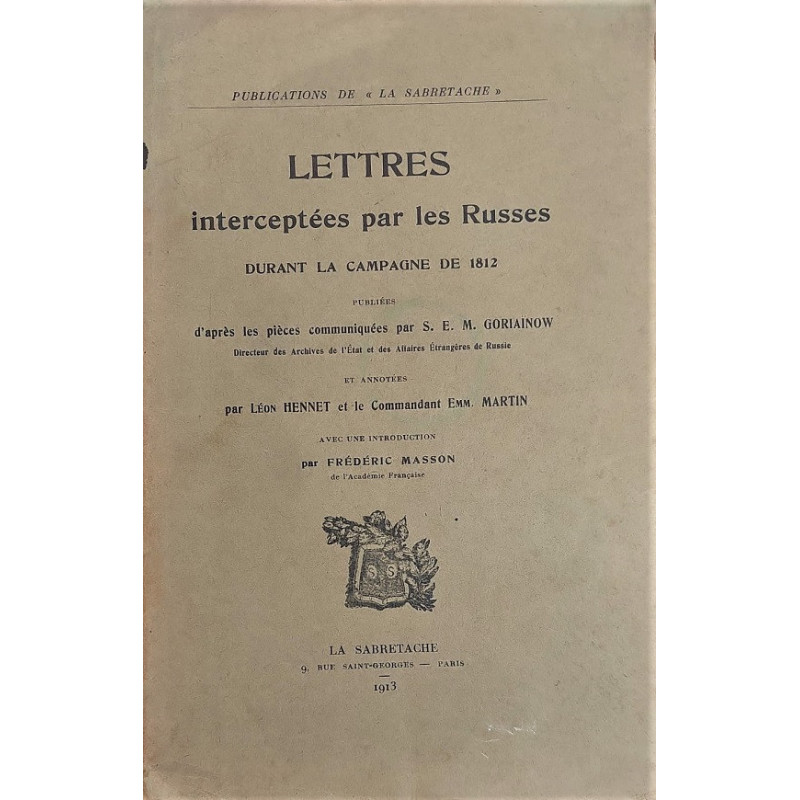 PUBLICATIONS DE « LA SABRETACHE »
LETTRES
interceptées par les Russes
DURANT LA CAMPAGNE DE 1812
PUBLIÉES
d'après les pièces communiquées par S. E. M. GORIAINOW
Directeur des Archives de l'État et des Affaires Étrangères de Russie
ET ANNOTÉES
par LÉON HENNET et le Commandant EMM. MARTIN
AVEC UNE INTRODUCTION
par FRÉDÉRIC MASSON
de l'Académie Française
S S
LA SABRETACHE
9, RUE SAINT-GEORGES — PARIS
1913